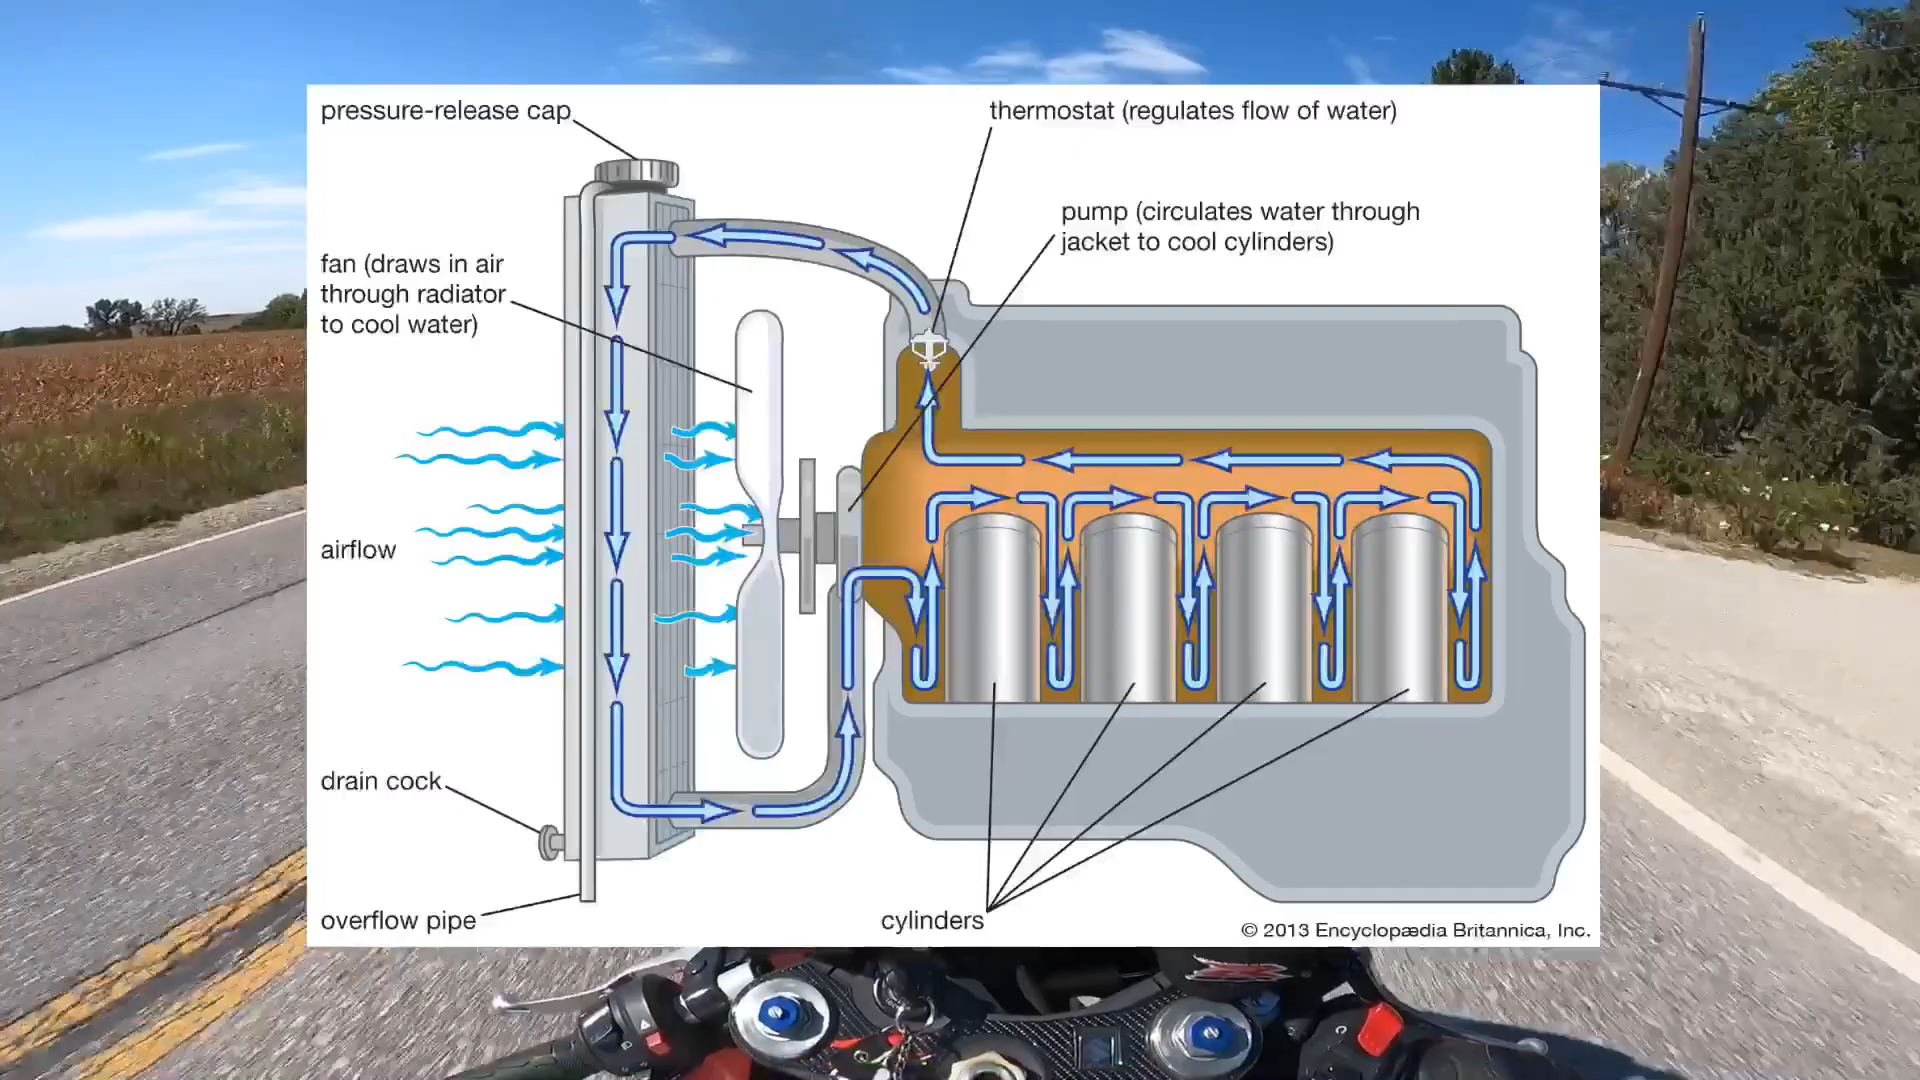 pressure-release cap
thermostat (regulates flow of water)
pump (circulates water through
jacket to cool cylinders)
fan (draws in air
through radiator
to cool water)
airflow
drain cock
overflow pipe
cylinders
© 2013 Encyclopædia Britannica, Inc.